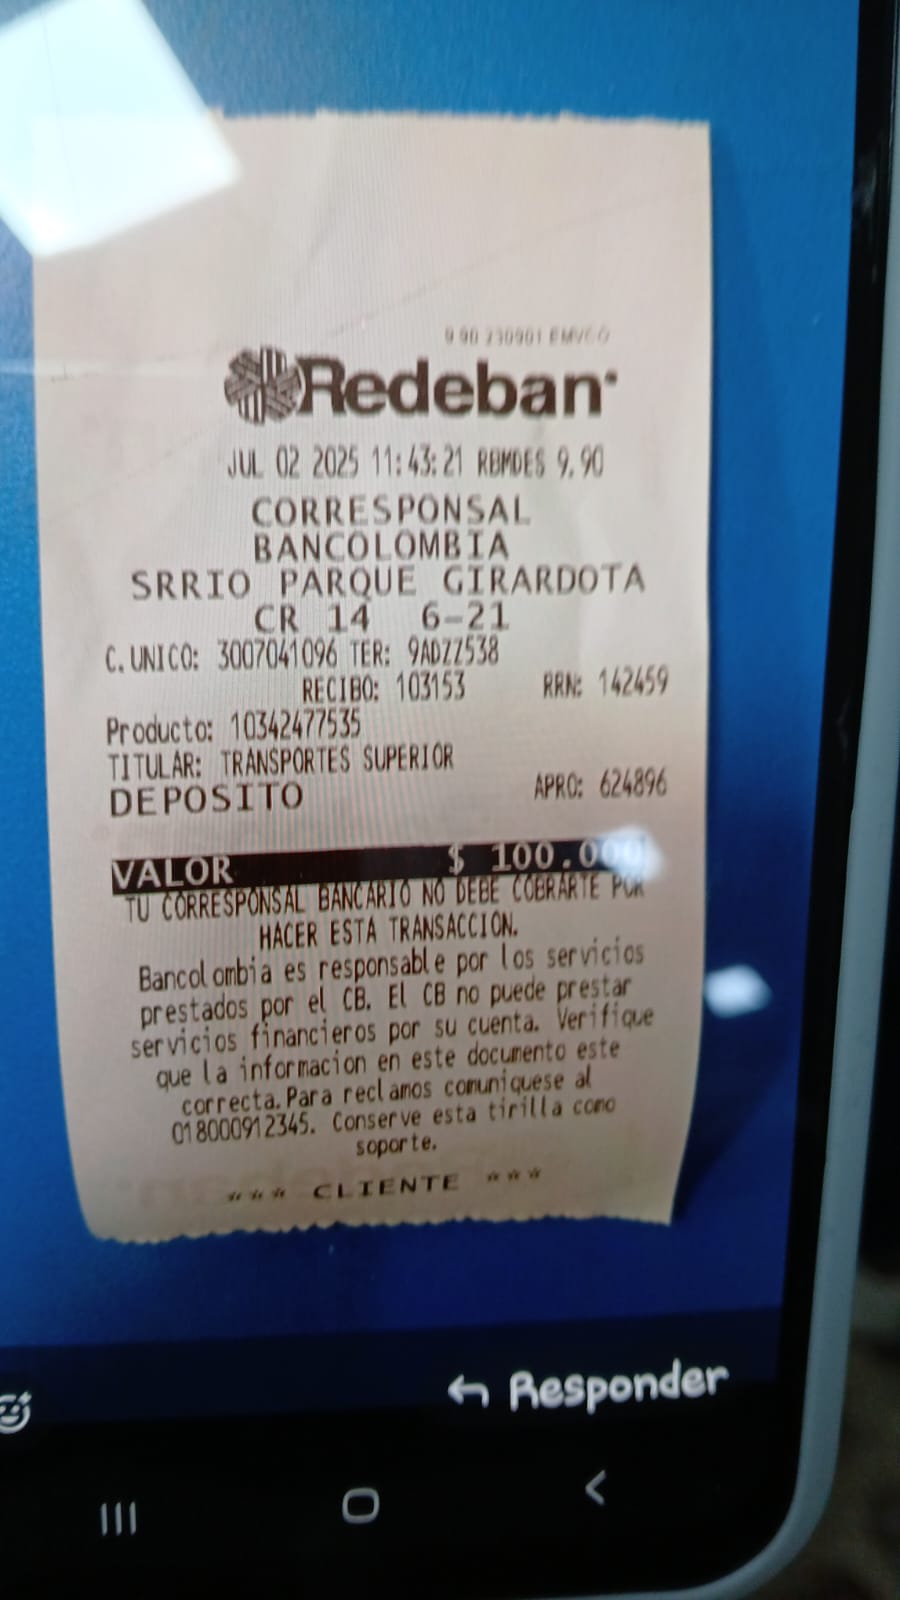 9.90 230901 EMVCO
Redeban
JUL 02 2025 11:43:21 RBMDES 9.90
CORRESPONSAL
BANCOLOMBIA
SRRIO PARQUE GIRARDOTA
CR 14 6-21
C.UNICO: 3007041096 TER: 9ADZZ538
RECIBO: 103153 RRN: 142459
Producto: 10342477535
TITULAR: TRANSPORTES SUPERIOR
DEPOSITO APRO: 624896
VALOR $ 100.000
TU CORRESPONSAL BANCARIO NO DEBE COBRARTE POR
HACER ESTA TRANSACCION.
Bancolombia es responsable por los servicios
prestados por el CB. El CB no puede prestar
servicios financieros por su cuenta. Verifique
que la informacion en este documento este
correcta.Para reclamos comuniquese al
018000912345. Conserve esta tirilla como
soporte.
*** CLIENTE ***
Responder